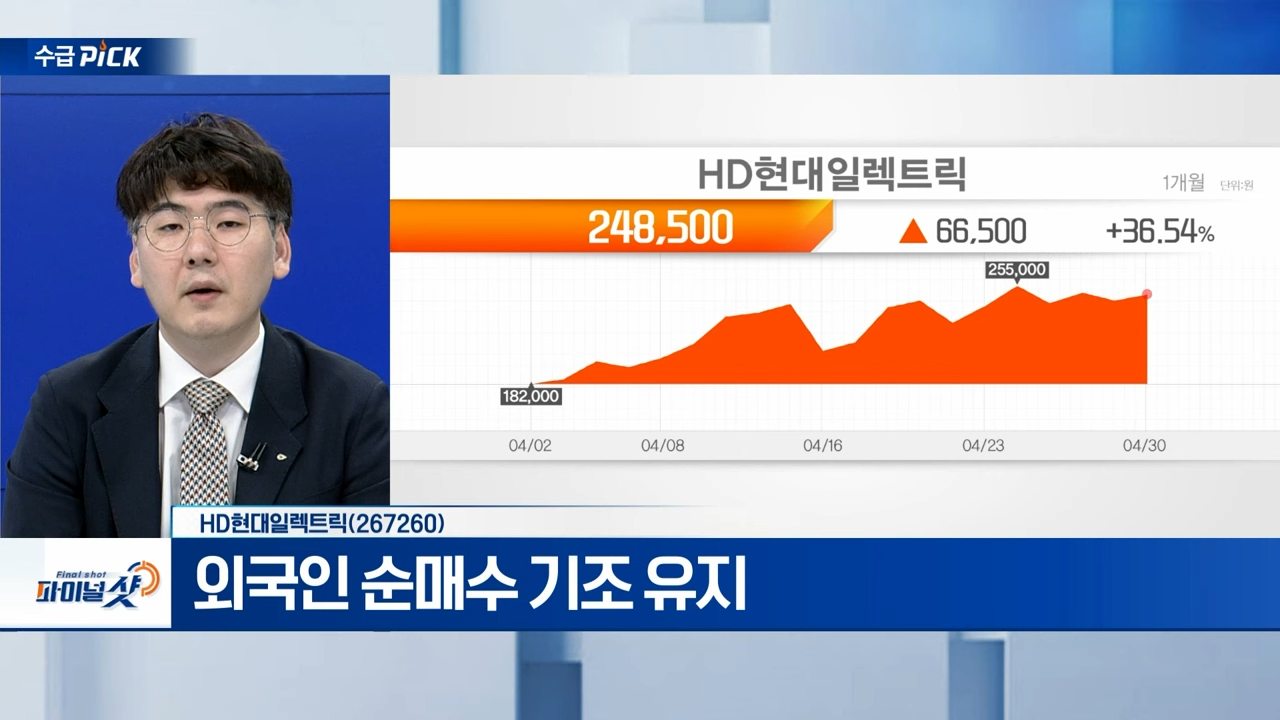 수급 PiCK
HD현대일렉트릭
1개월 단위:원
248,500 ▲ 66,500 +36.54%
255,000
182,000
04/02 04/08 04/16 04/23 04/30
HD현대일렉트릭(267260)
Final shot
파이널샷
외국인 순매수 기조 유지